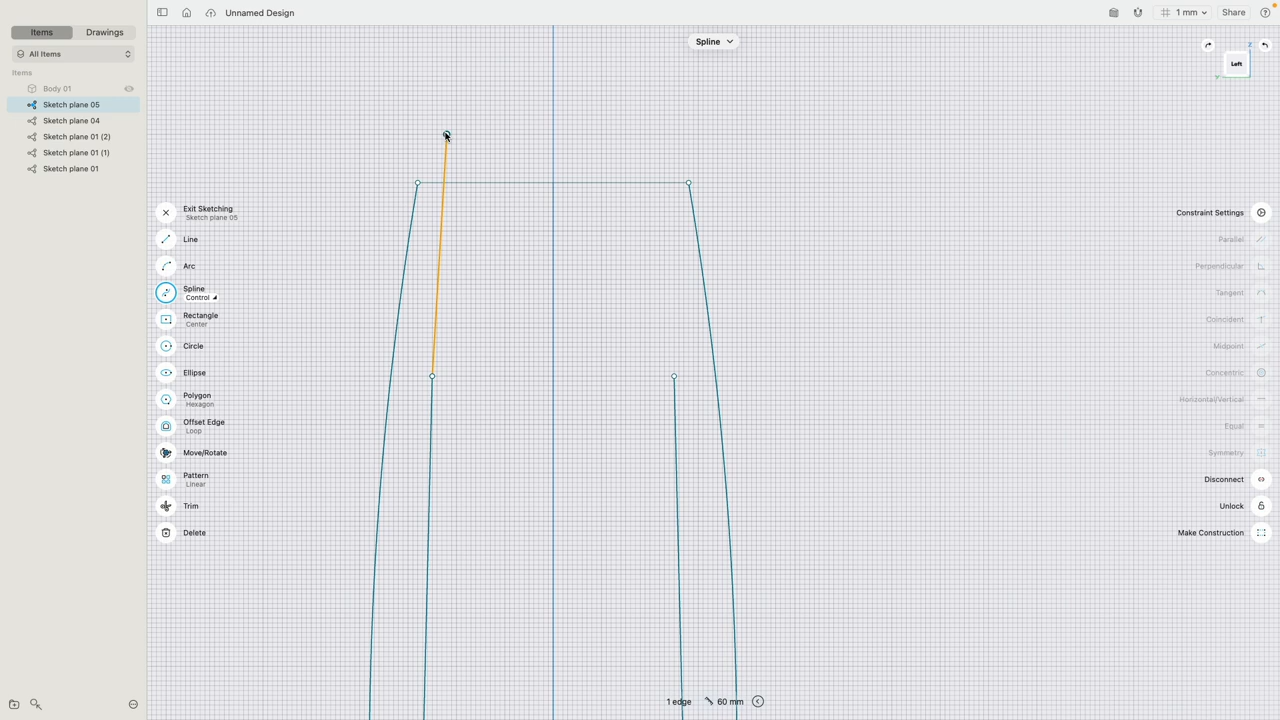 Unnamed Design
1 mm
Share
Items
Drawings
Spline
All Items
Left
Z
Y
Items
Body 01
Sketch plane 05
Sketch plane 04
Sketch plane 01 (2)
Sketch plane 01 (1)
Sketch plane 01
Exit Sketching
Sketch plane 05
Line
Arc
Spline
Control
Rectangle
Center
Circle
Ellipse
Polygon
Hexagon
Offset Edge
Loop
Move/Rotate
Pattern
Linear
Trim
Delete
Constraint Settings
Parallel
Perpendicular
Tangent
Coincident
Midpoint
Concentric
Horizontal/Vertical
Equal
Symmetry
Disconnect
Unlock
Make Construction
1 edge
60 mm